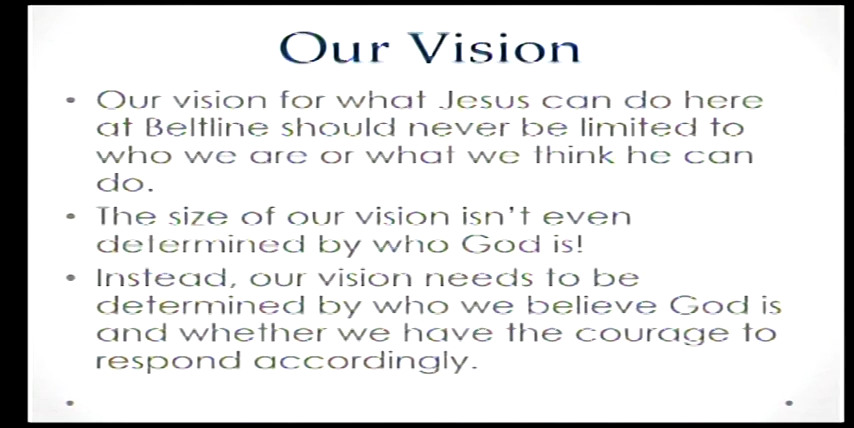 Our Vision
• Our vision for what Jesus can do here
at Beltline should never be limited to
who we are or what we think he can
do.
• The size of our vision isn't even
determined by who God is!
• Instead, our vision needs to be
determined by who we believe God is
and whether we have the courage to
respond accordingly.